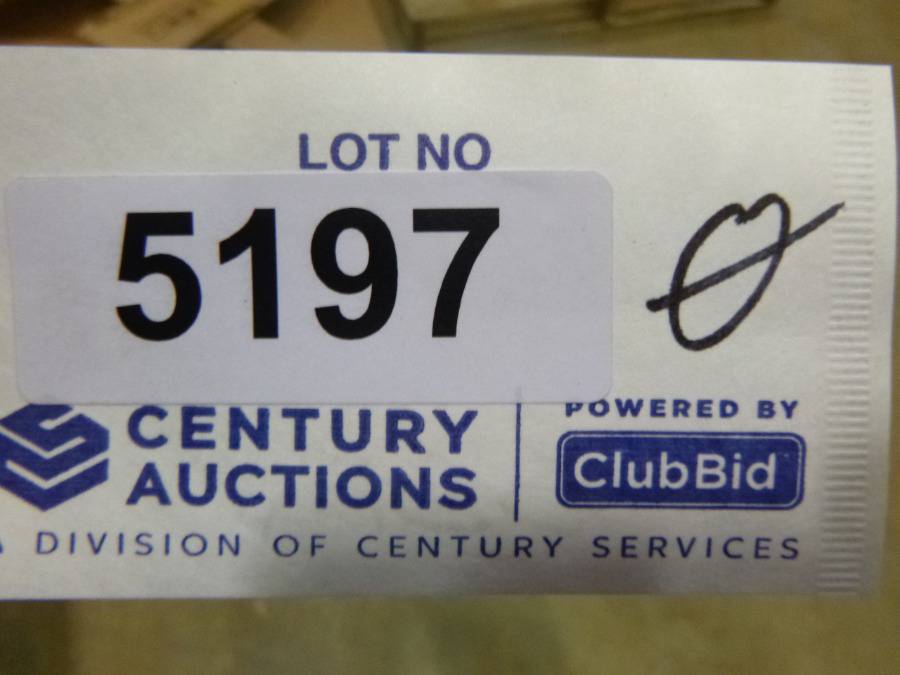 LOT NO
5197
CENTURY
AUCTIONS
POWERED BY
ClubBid
A DIVISION OF CENTURY SERVICES